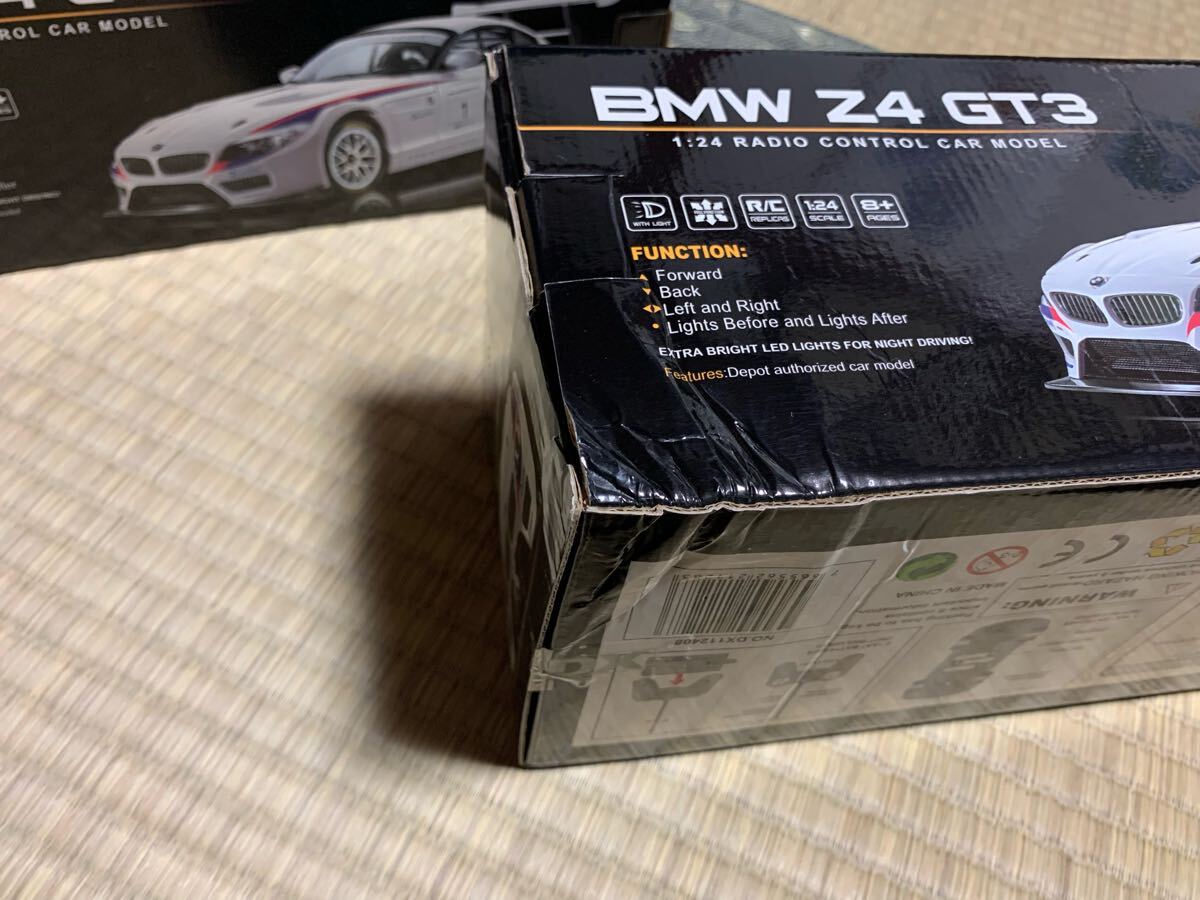 ROL CAR MODEL
BMW Z4 GT3
1:24 RADIO CONTROL CAR MODEL
WITH LIGHT
R/C
REPLICAS
1:24
SCALE
8+
AGES
FUNCTION:
Forward
Back
Left and Right
Lights Before and Lights After
EXTRA BRIGHT LED LIGHTS FOR NIGHT DRIVING!
Features:Depot authorized car model
MADE IN CHINA
WARNING:
NO DX112408